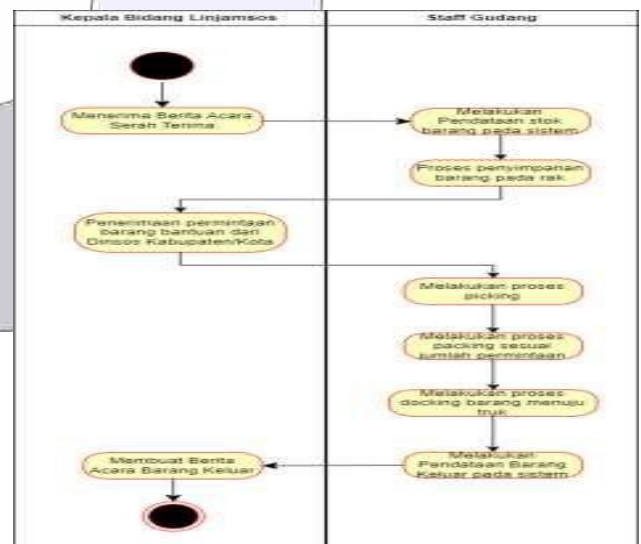 Kepala Bidang Linjamsos
Staff Gudang
Menerima Berita Acara
Serah Terima
Melakukan
Pendataan stok
barang pada sistem
Proses penyimpanan
barang pada rak
Penerimaan permintaan
barang bantuan dari
Dinsos Kabupaten/Kota
Melakukan proses
picking
Melakukan proses
packing sesuai
jumlah permintaan
Melakukan proses
docking barang menuju
truk
Melakukan
Pendataan Barang
Keluar pada sistem
Membuat Berita
Acara Barang Keluar